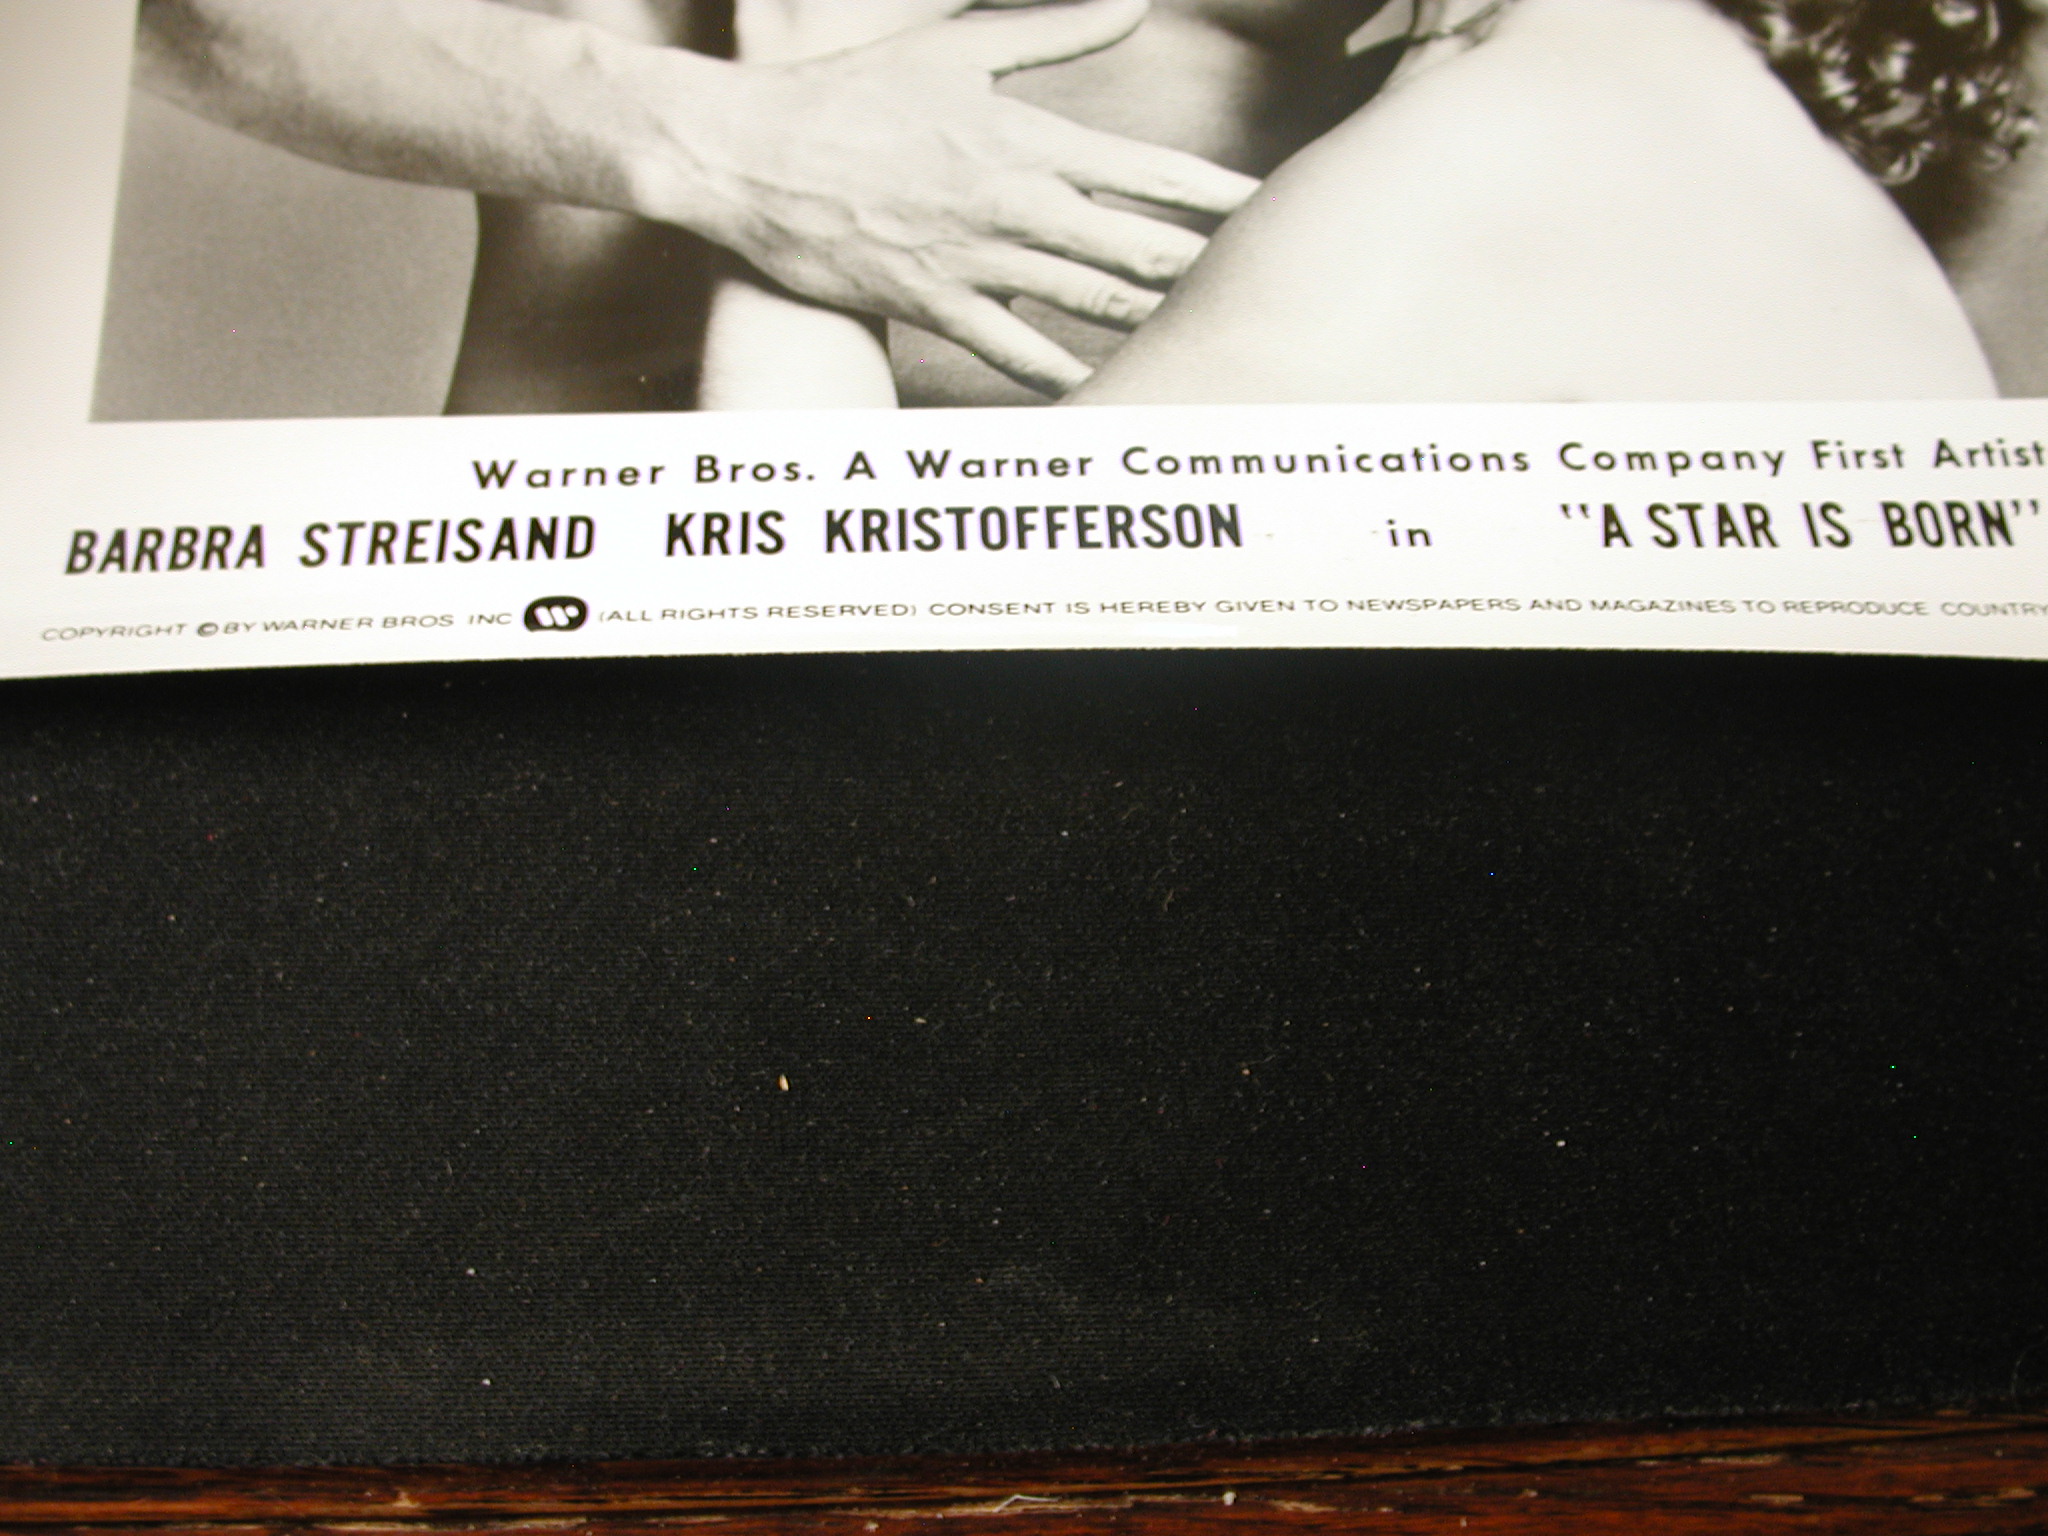 Warner Bros. A Warner Communications Company First Artist
BARBRA STREISAND KRIS KRISTOFFERSON in "A STAR IS BORN"
COPYRIGHT © BY WARNER BROS INC W (ALL RIGHTS RESERVED) CONSENT IS HEREBY GIVEN TO NEWSPAPERS AND MAGAZINES TO REPRODUCE COUNTRY